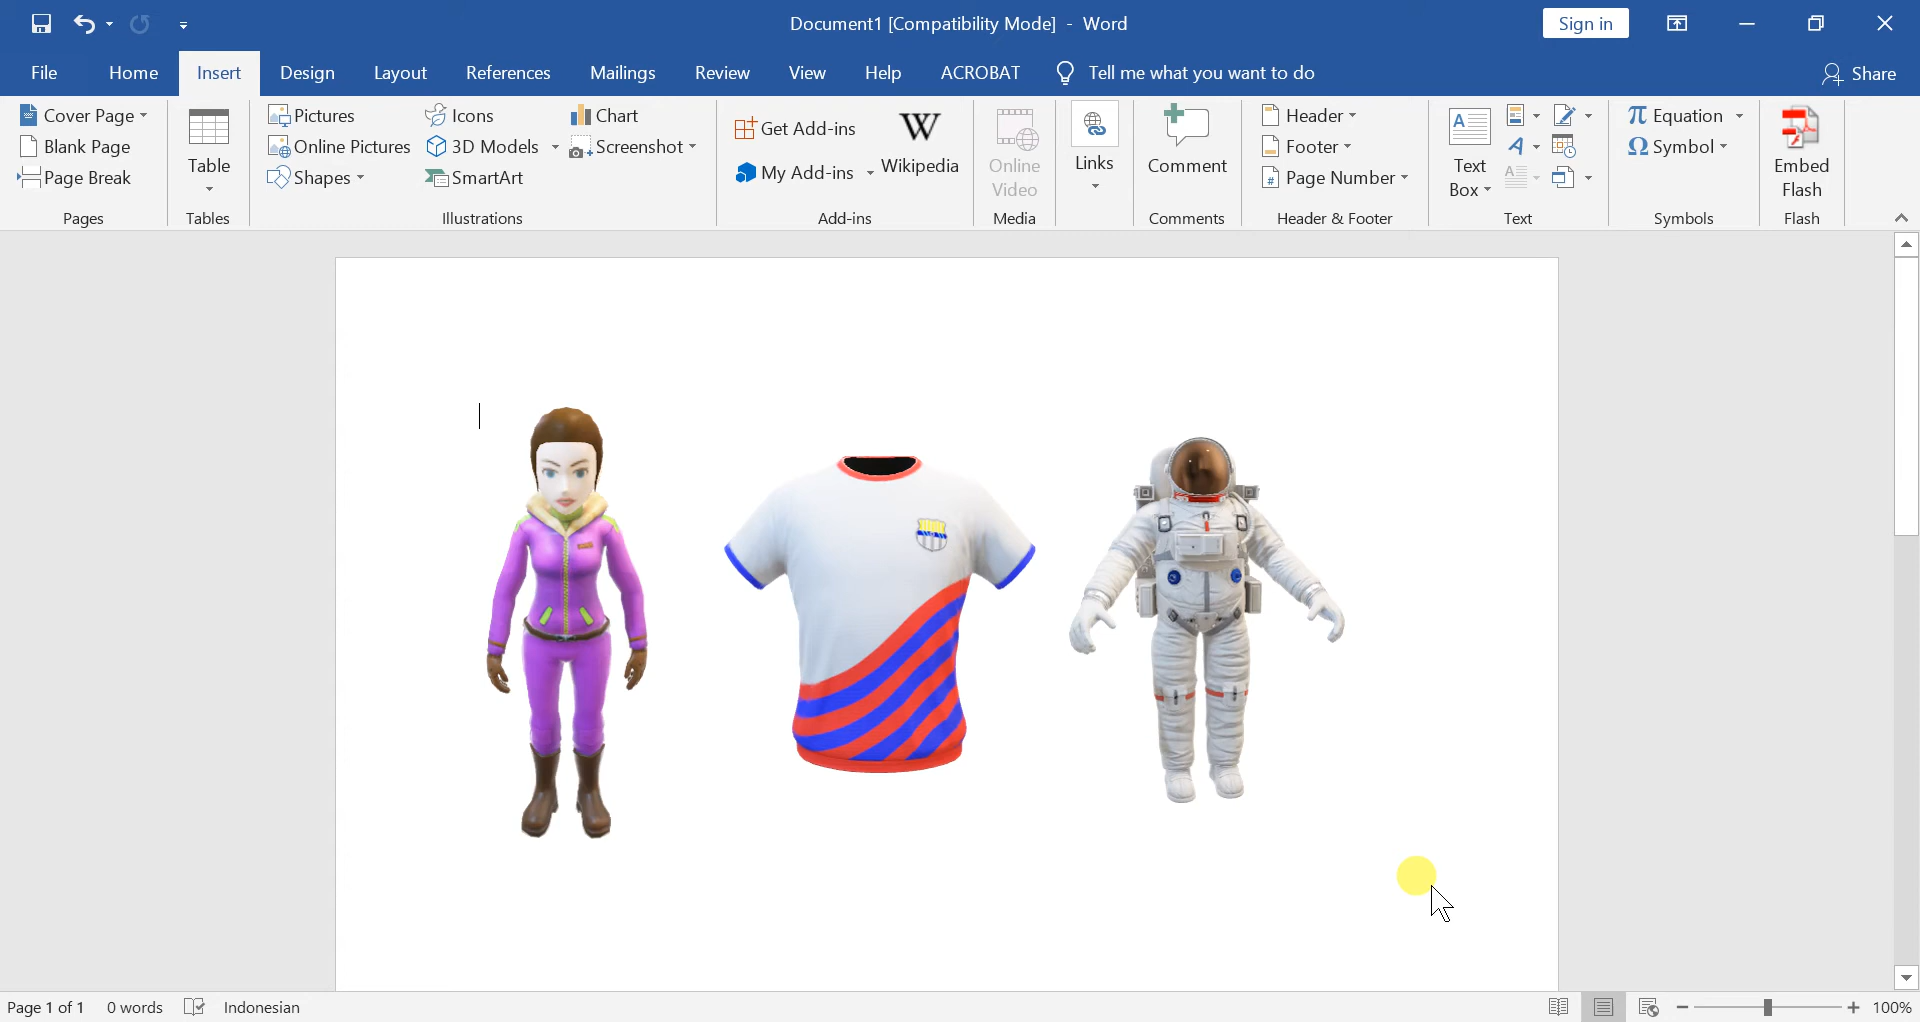 Document1 [Compatibility Mode] - Word
Sign in
File Home Insert Design Layout References Mailings Review View Help ACROBAT Tell me what you want to do Share
Cover Page
Blank Page
Page Break
Pages
Table
Tables
Pictures
Online Pictures
Shapes
Icons
3D Models
SmartArt
Chart
Screenshot
Illustrations
Get Add-ins
My Add-ins
W
Wikipedia
Add-ins
Online
Video
Media
Links
Comment
Comments
Header
Footer
# Page Number
Header & Footer
A
Text
Box
A
A
Text
π Equation
Ω Symbol
Symbols
Embed
Flash
Flash
Page 1 of 1 0 words Indonesian 100%